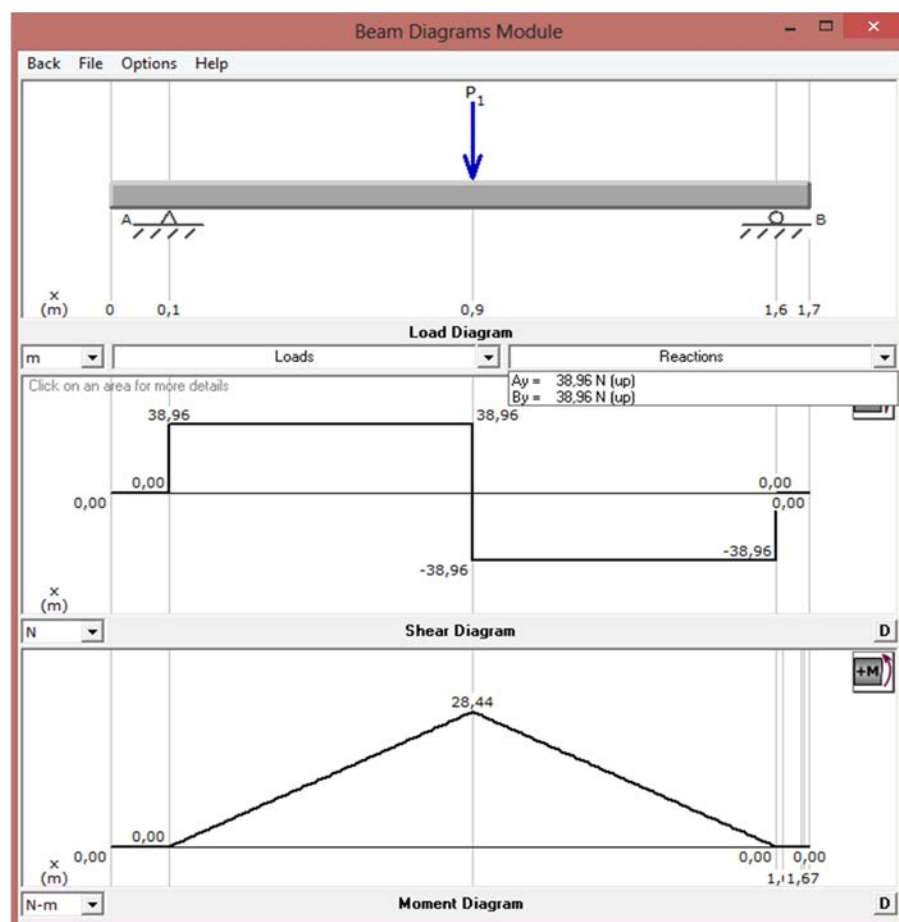 Beam Diagrams Module
Back File Options Help
P1
A
B
x
(m)
0 0,1 0,9 1,6 1,7
Load Diagram
m Loads Reactions
Click on an area for more details
Ay = 38,96 N (up)
By = 38,96 N (up)
38,96 38,96
0,00 0,00
0,00 0,00
-38,96 -38,96
x
(m)
N Shear Diagram D
+M
28,44
0,00
0,00 0,00 0,00
x
(m)
1,67
N-m Moment Diagram D